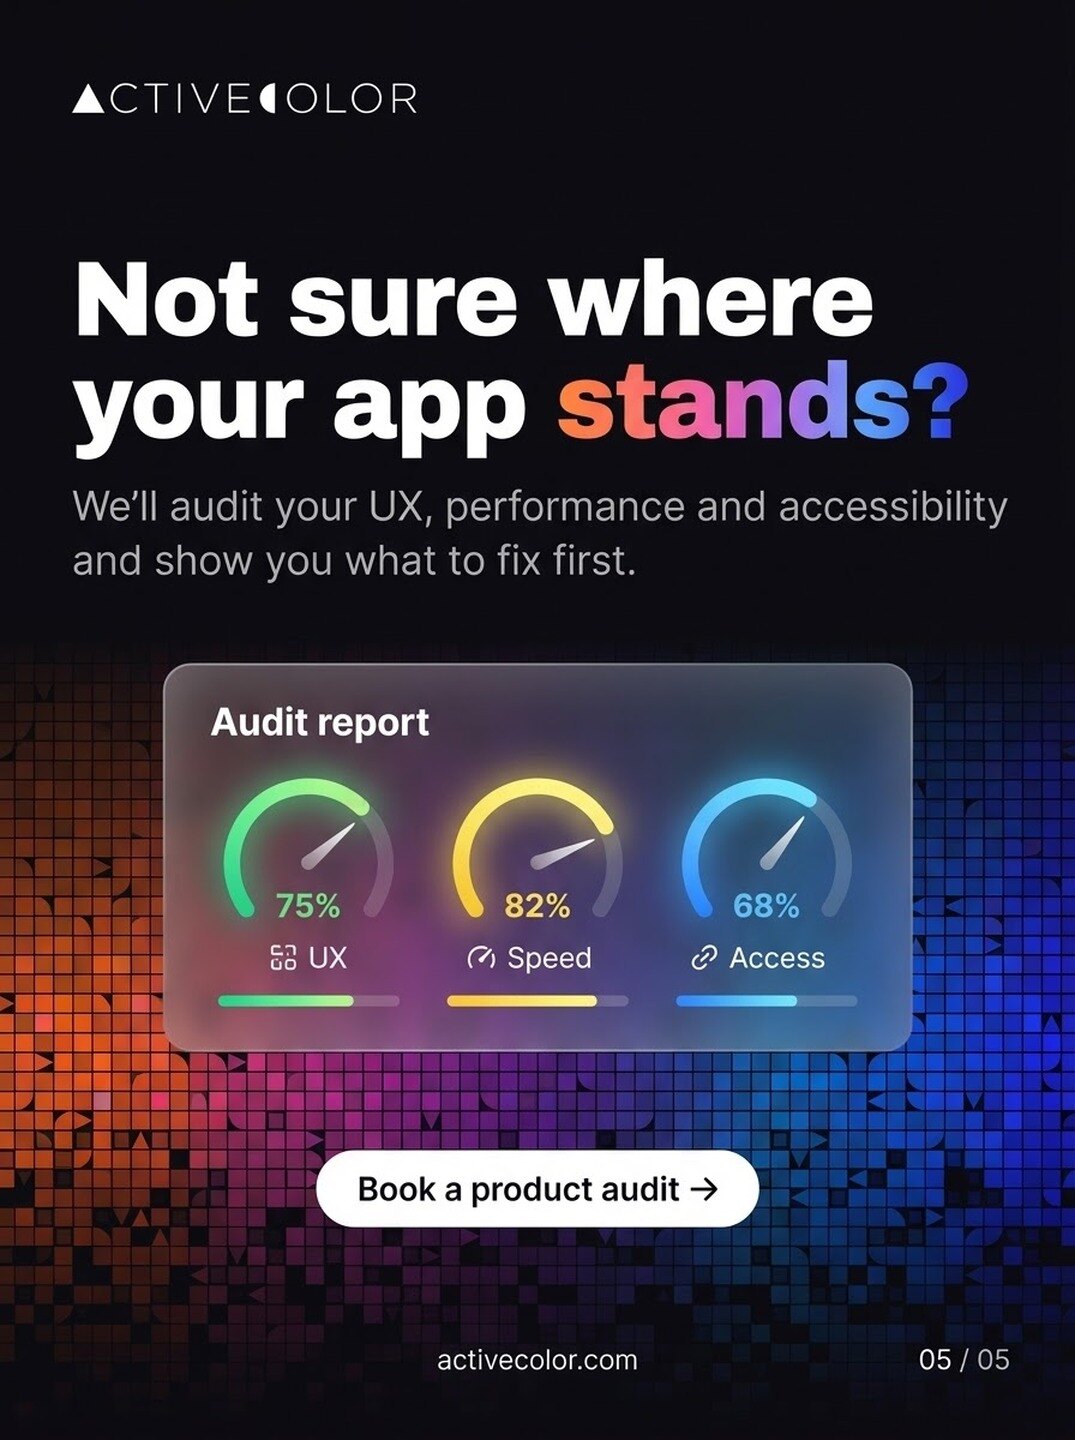 ACTIVECOLOR
Not sure where
your app stands?
We’ll audit your UX, performance and accessibility
and show you what to fix first.
Audit report
75%
82%
68%
UX
Speed
Access
Book a product audit →
activecolor.com
05 / 05